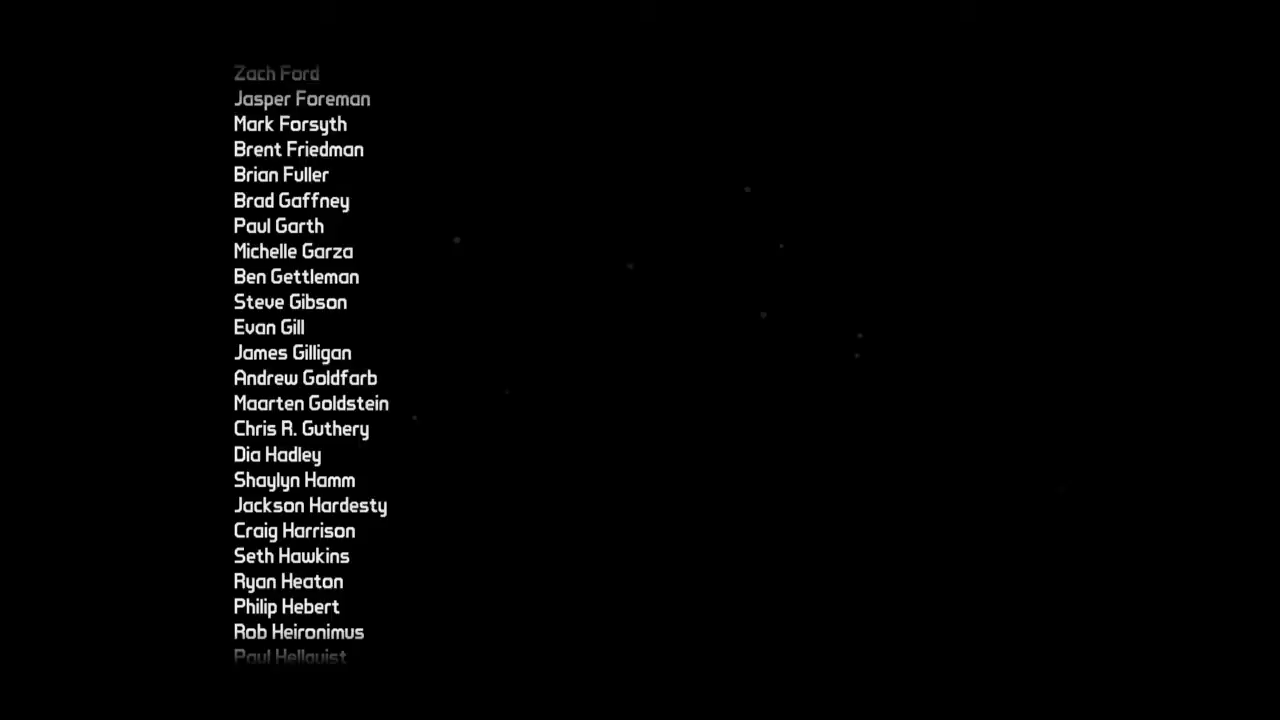 Zach Ford
Jasper Foreman
Mark Forsyth
Brent Friedman
Brian Fuller
Brad Gaffney
Paul Garth
Michelle Garza
Ben Gettleman
Steve Gibson
Evan Gill
James Gilligan
Andrew Goldfarb
Maarten Goldstein
Chris R. Guthery
Dia Hadley
Shaylyn Hamm
Jackson Hardesty
Craig Harrison
Seth Hawkins
Ryan Heaton
Philip Hebert
Rob Heironimus
Paul Hellquist